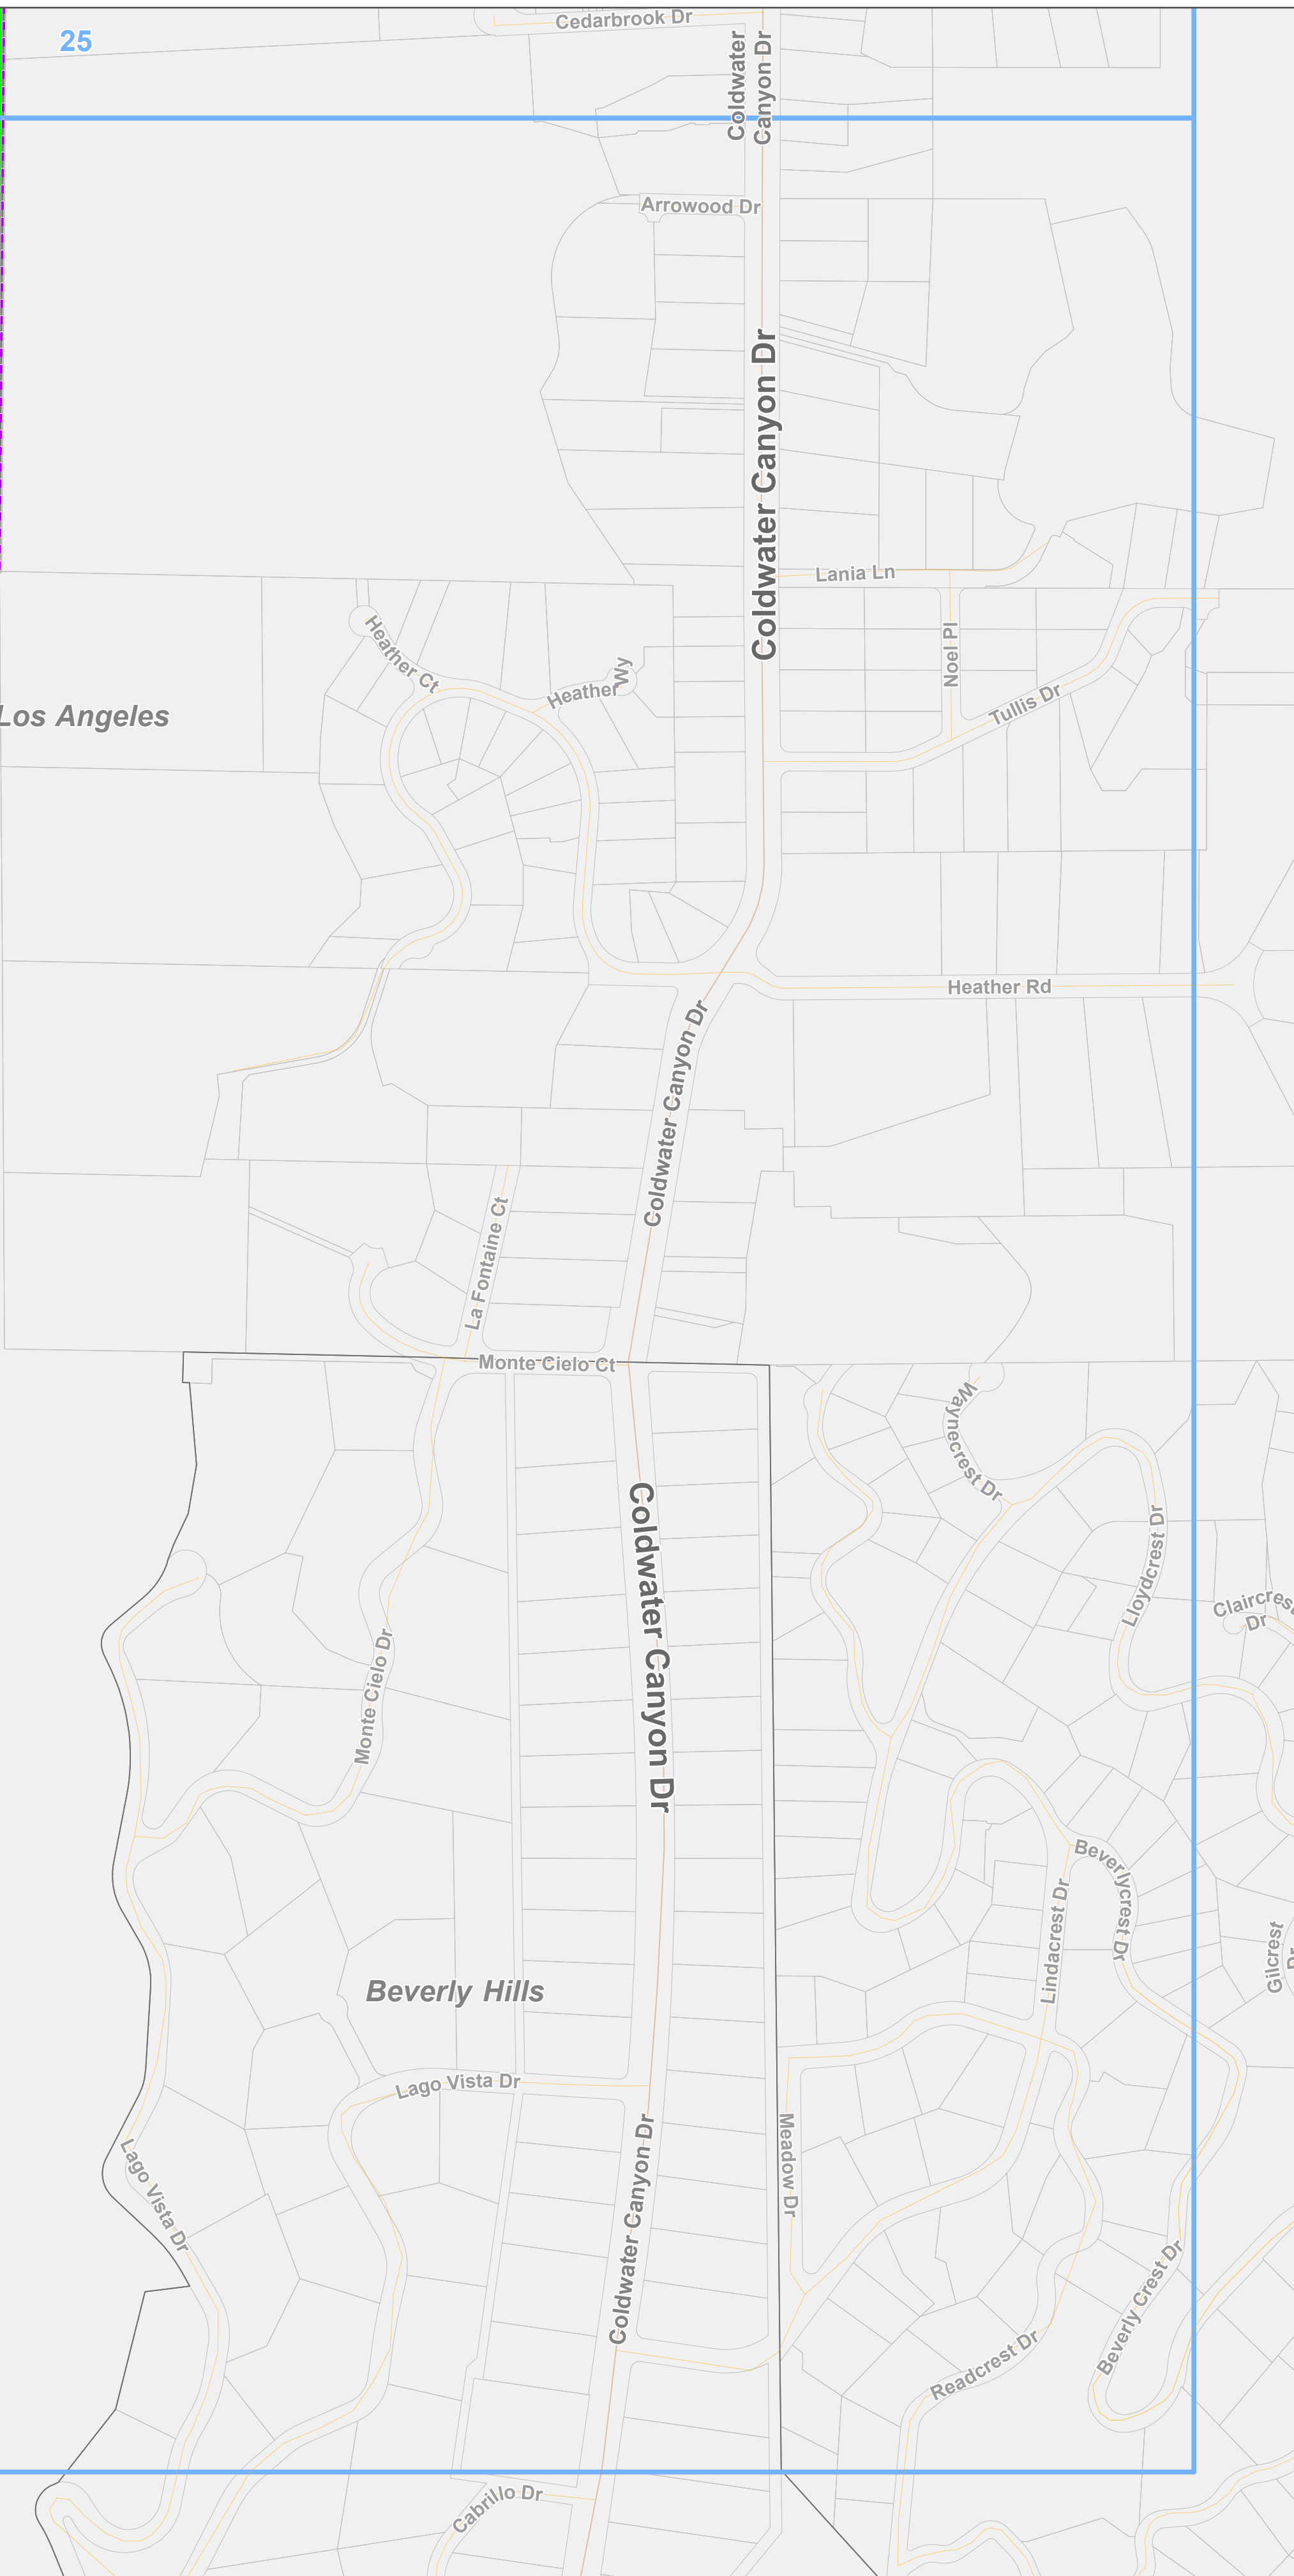 Cedarbrook Dr
25
Coldwater
Canyon Dr
Arrowood Dr
Coldwater Canyon Dr
Lania Ln
Heather Ct
Heather Wy
Noel Pl
Tullis Dr
Los Angeles
Heather Rd
Coldwater Canyon Dr
La Fontaine Ct
Monte Cielo Ct
Waynecrest Dr
Coldwater Canyon Dr
Lloydcrest Dr
Claircrest
Dr
Monte Cielo Dr
Beverlycrest Dr
Lindacrest Dr
Gilcrest
Dr
Beverly Hills
Lago Vista Dr
Meadow Dr
Coldwater Canyon Dr
Lago Vista Dr
Beverly Crest Dr
Readcrest Dr
Cabrillo Dr